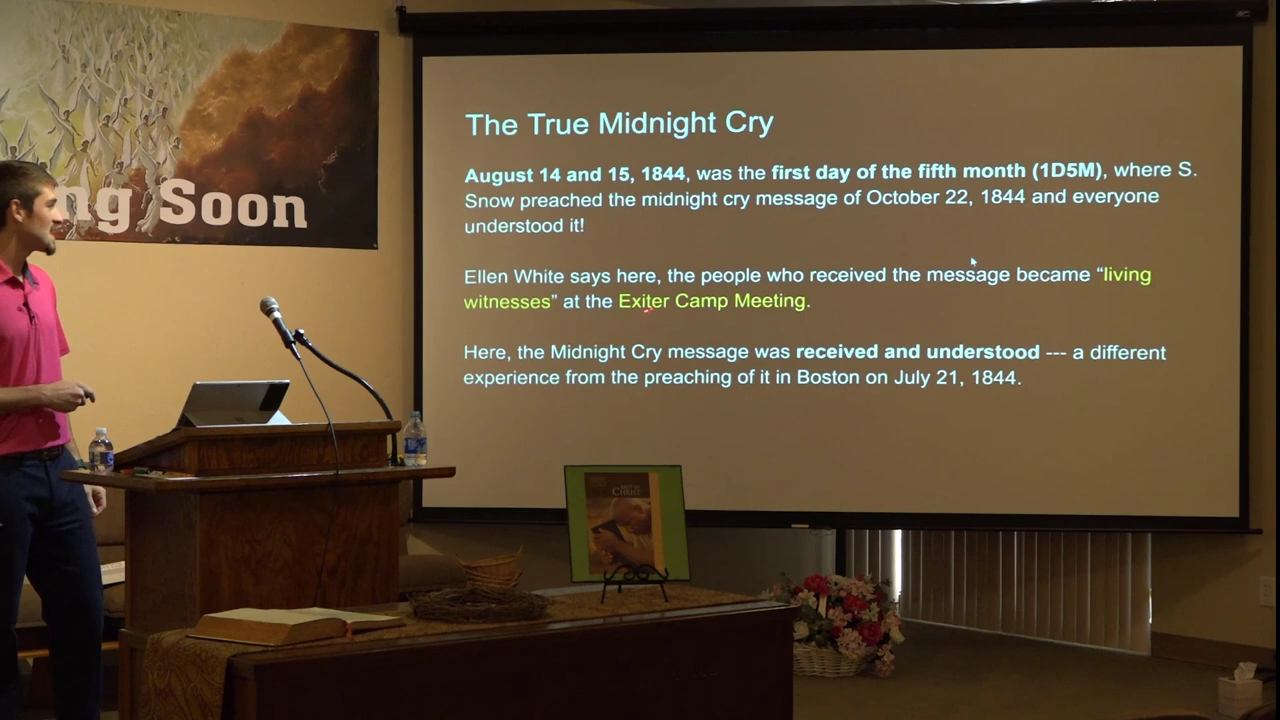 ng Soon
The True Midnight Cry
August 14 and 15, 1844, was the first day of the fifth month (1D5M), where S.
Snow preached the midnight cry message of October 22, 1844 and everyone
understood it!
Ellen White says here, the people who received the message became “living
witnesses” at the Exiter Camp Meeting.
Here, the Midnight Cry message was received and understood --- a different
experience from the preaching of it in Boston on July 21, 1844.
CHRIST